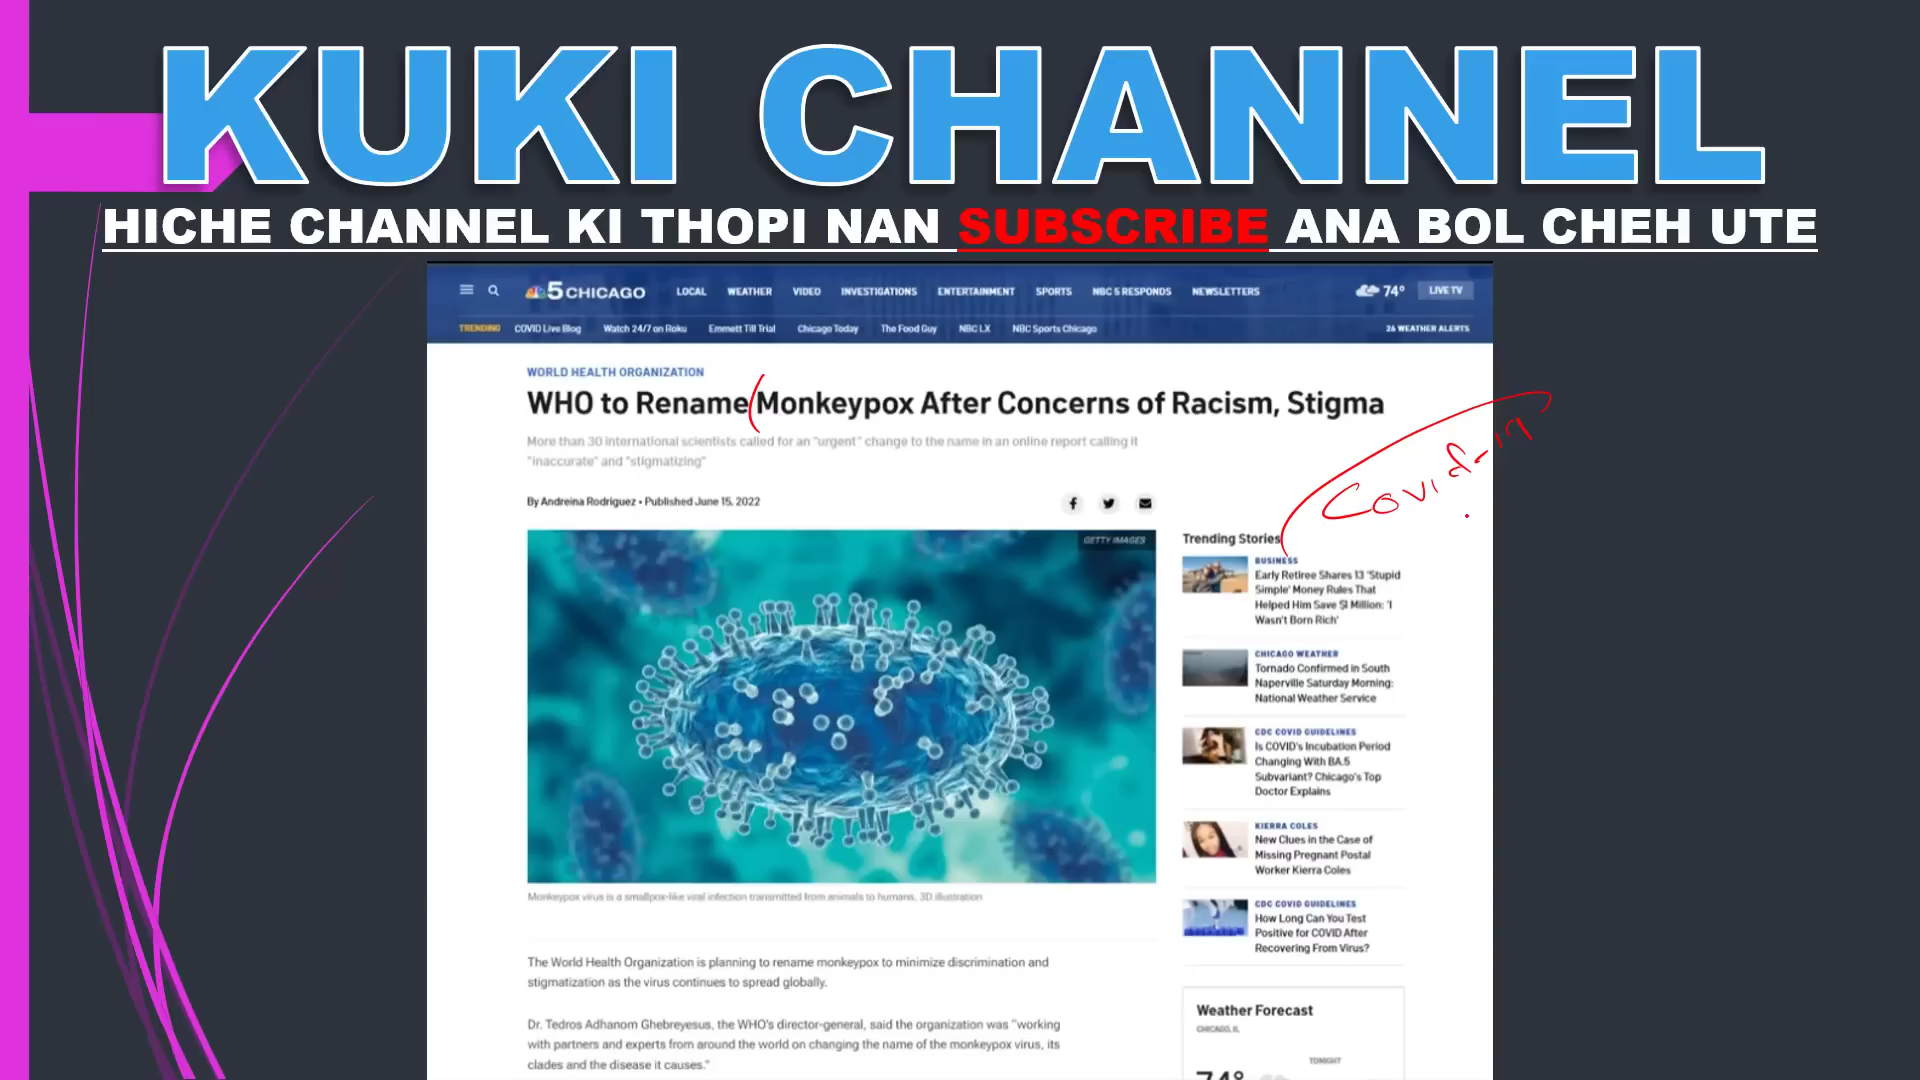 KUKI CHANNEL
HICHE CHANNEL KI THOPI NAN SUBSCRIBE ANA BOL CHEH UTE
5 CHICAGO LOCAL WEATHER VIDEO INVESTIGATIONS ENTERTAINMENT SPORTS NBC 5 RESPONDS NEWSLETTERS 74° LIVE TV
TRENDING COVID Live Blog Watch 24/7 on Roku Emmett Till Trial Chicago Today The Food Guy NBC LX NBC Sports Chicago 26 WEATHER ALERTS
WORLD HEALTH ORGANIZATION
WHO to Rename Monkeypox After Concerns of Racism, Stigma
More than 30 international scientists called for an "urgent" change to the name in an online report calling it
"inaccurate" and "stigmatizing"
Covid-19
By Andreina Rodriguez • Published June 15, 2022
GETTY IMAGES
Monkeypox virus is a smallpox-like viral infection transmitted from animals to humans, 3D illustration
The World Health Organization is planning to rename monkeypox to minimize discrimination and
stigmatization as the virus continues to spread globally.
Dr. Tedros Adhanom Ghebreyesus, the WHO's director-general, said the organization was "working
with partners and experts from around the world on changing the name of the monkeypox virus, its
clades and the disease it causes."
Trending Stories
BUSINESS
Early Retiree Shares 13 'Stupid
Simple' Money Rules That
Helped Him Save $1 Million: 'I
Wasn't Born Rich'
CHICAGO WEATHER
Tornado Confirmed in South
Naperville Saturday Morning:
National Weather Service
CDC COVID GUIDELINES
Is COVID's Incubation Period
Changing With BA.5
Subvariant? Chicago's Top
Doctor Explains
KIERRA COLES
New Clues in the Case of
Missing Pregnant Postal
Worker Kierra Coles
CDC COVID GUIDELINES
How Long Can You Test
Positive for COVID After
Recovering From Virus?
Weather Forecast
CHICAGO, IL
TONIGHT
74°